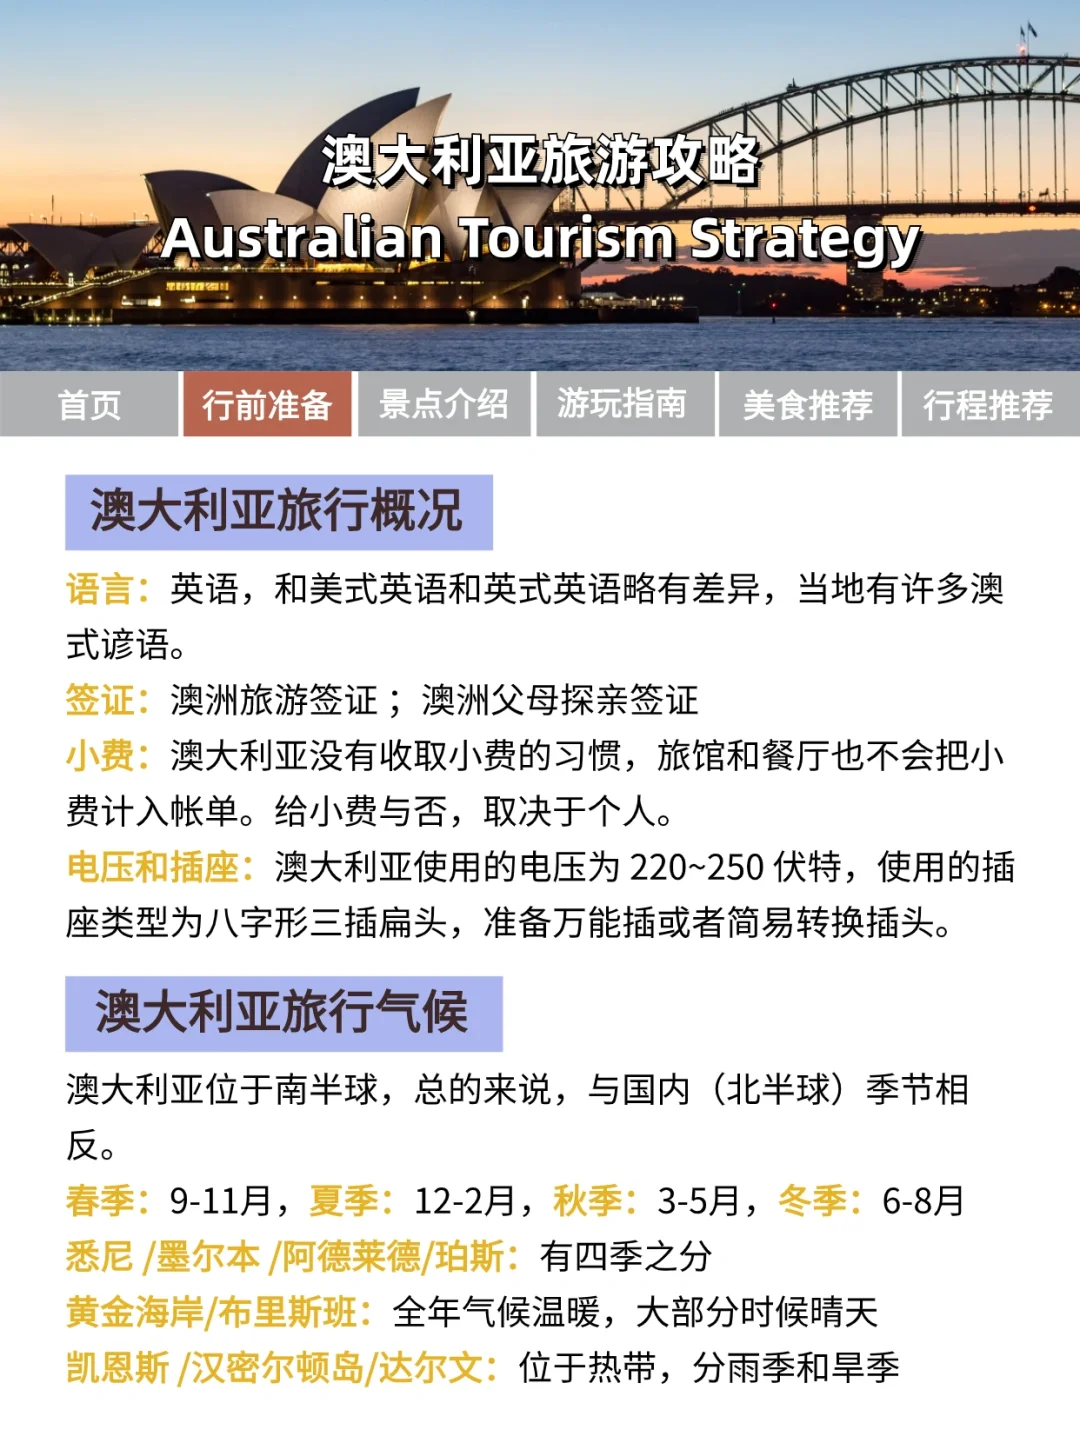 澳大利亚旅游攻略
Australian Tourism Strategy
首页
行前准备
景点介绍
游玩指南
美食推荐
行程推荐
澳大利亚旅行概况
语言：英语，和美式英语和英式英语略有差异，当地有许多澳
式谚语。
签证：澳洲旅游签证 ；澳洲父母探亲签证
小费：澳大利亚没有收取小费的习惯，旅馆和餐厅也不会把小
费计入帐单。给小费与否，取决于个人。
电压和插座：澳大利亚使用的电压为 220~250 伏特，使用的插
座类型为八字形三插扁头，准备万能插或者简易转换插头。
澳大利亚旅行气候
澳大利亚位于南半球，总的来说，与国内（北半球）季节相
反。
春季：9-11月，夏季：12-2月，秋季：3-5月，冬季：6-8月
悉尼 /墨尔本 /阿德莱德/珀斯：有四季之分
黄金海岸/布里斯班：全年气候温暖，大部分时候晴天
凯恩斯 /汉密尔顿岛/达尔文：位于热带，分雨季和旱季